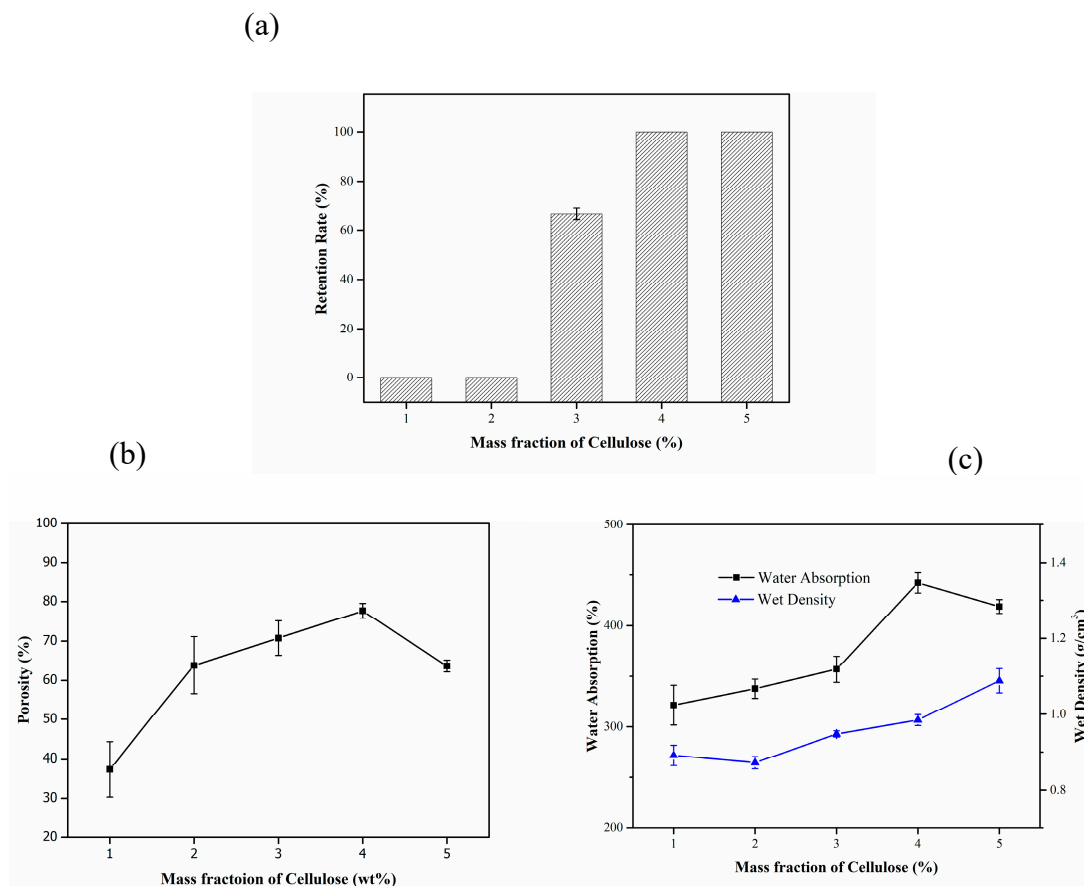 (a)
Retention Rate (%)
100
80
60
40
20
0
1 2 3 4 5
Mass fraction of Cellulose (%)
(b)
Porosity (%)
100
90
80
70
60
50
40
30
20
1 2 3 4 5
Mass fractoion of Cellulose (wt%)
(c)
Water Absorption (%)
500
400
300
200
Water Absorption
Wet Density
1.4
1.2
1.0
0.8
Wet Density (g/cm3)
1 2 3 4 5
Mass fraction of Cellulose (%)